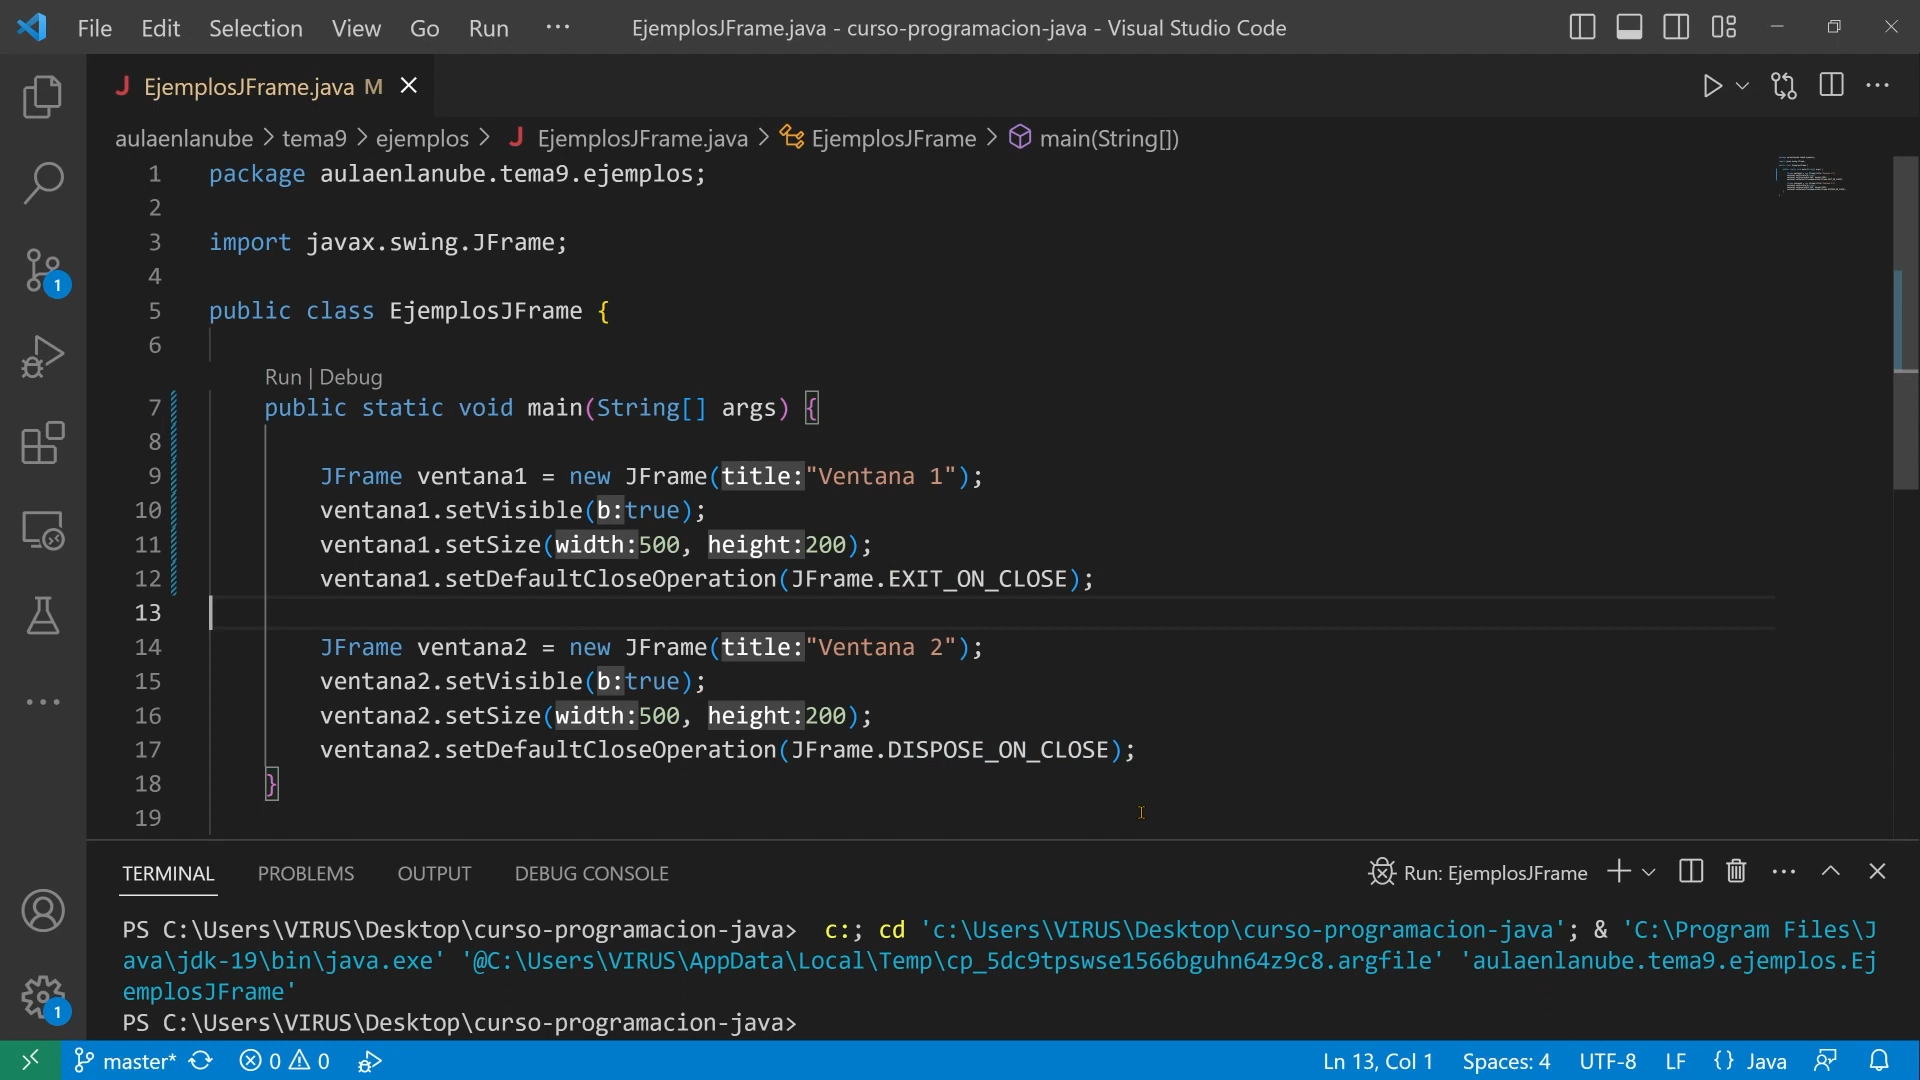 File Edit Selection View Go Run ··· EjemplosJFrame.java - curso-programacion-java - Visual Studio Code
J EjemplosJFrame.java M
aulaenlanube > tema9 > ejemplos > J EjemplosJFrame.java > EjemplosJFrame > main(String[])
1 package aulaenlanube.tema9.ejemplos;
2
3 import javax.swing.JFrame;
4
5 public class EjemplosJFrame {
6
Run | Debug
7 public static void main(String[] args) {
8
9 JFrame ventana1 = new JFrame(title:"Ventana 1");
10 ventana1.setVisible(b:true);
11 ventana1.setSize(width:500, height:200);
12 ventana1.setDefaultCloseOperation(JFrame.EXIT_ON_CLOSE);
13
14 JFrame ventana2 = new JFrame(title:"Ventana 2");
15 ventana2.setVisible(b:true);
16 ventana2.setSize(width:500, height:200);
17 ventana2.setDefaultCloseOperation(JFrame.DISPOSE_ON_CLOSE);
18 }
19
1
1
TERMINAL PROBLEMS OUTPUT DEBUG CONSOLE Run: EjemplosJFrame
PS C:\Users\VIRUS\Desktop\curso-programacion-java> c:; cd 'c:\Users\VIRUS\Desktop\curso-programacion-java'; & 'C:\Program Files\J
ava\jdk-19\bin\java.exe' '@C:\Users\VIRUS\AppData\Local\Temp\cp_5dc9tpswse1566bguhn64z9c8.argfile' 'aulaenlanube.tema9.ejemplos.Ej
emplosJFrame'
PS C:\Users\VIRUS\Desktop\curso-programacion-java>
master* 0 0 Ln 13, Col 1 Spaces: 4 UTF-8 LF {} Java